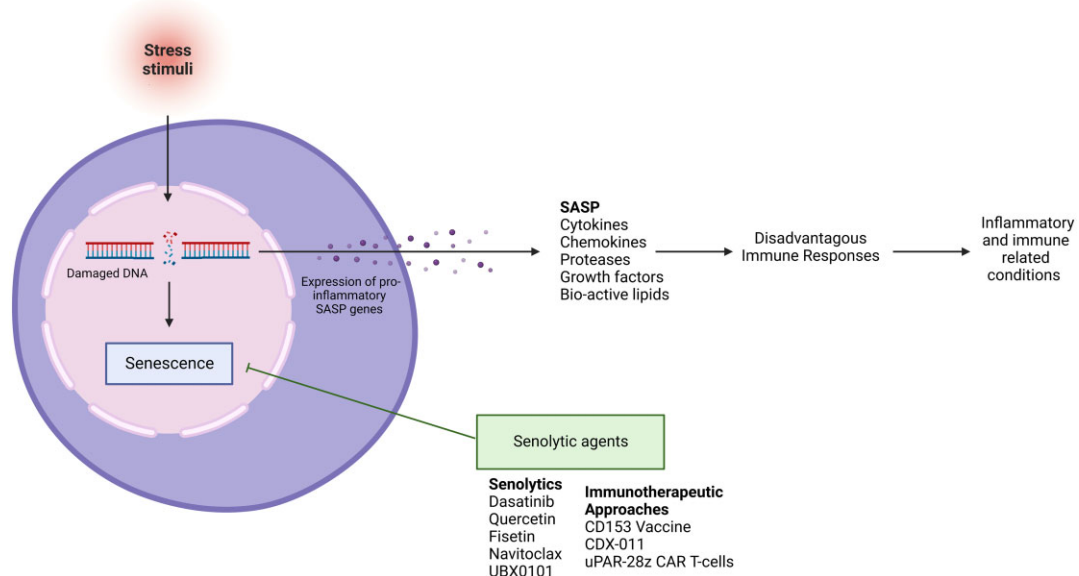 Stress
stimuli
Damaged DNA
Senescence
Expression of pro-
inflammatory
SASP genes
SASP
Cytokines
Chemokines
Proteases
Growth factors
Bio-active lipids
Disadvantagous
Immune Responses
Inflammatory
and immune
related
conditions
Senolytic agents
Senolytics
Dasatinib
Quercetin
Fisetin
Navitoclax
UBX0101
Immunotherapeutic
Approaches
CD153 Vaccine
CDX-011
uPAR-28z CAR T-cells